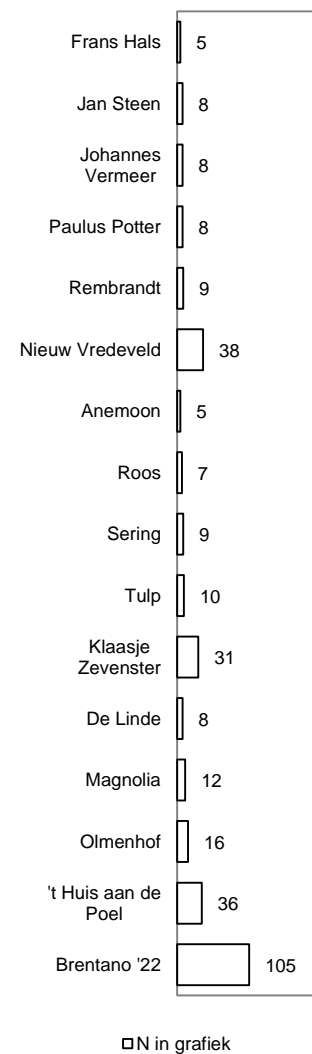 Frans Hals 5
Jan Steen 8
Johannes
Vermeer 8
Paulus Potter 8
Rembrandt 9
Nieuw Vredeveld 38
Anemoon 5
Roos 7
Sering 9
Tulp 10
Klaasje
Zevenster 31
De Linde 8
Magnolia 12
Olmenhof 16
't Huis aan de
Poel 36
Brentano '22 105
N in grafiek